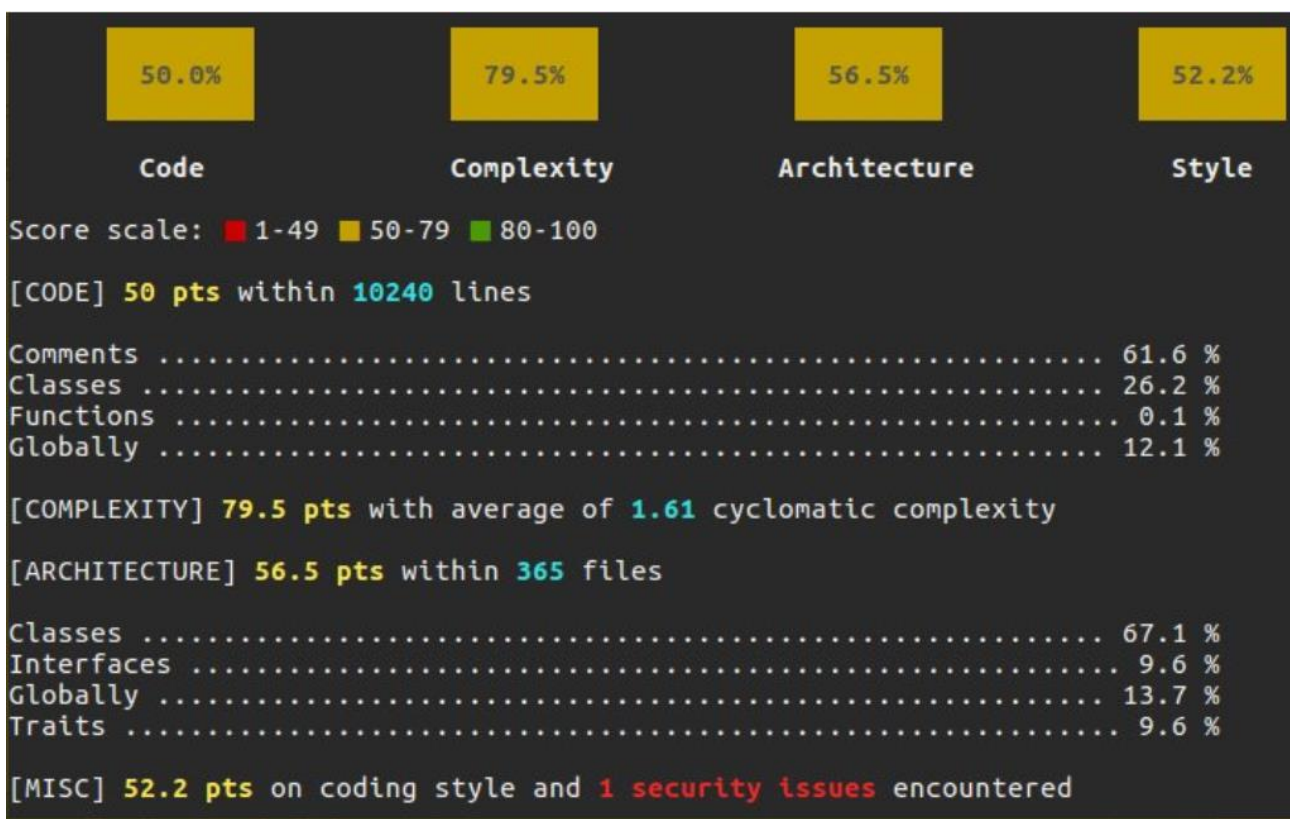 50.0% 79.5% 56.5% 52.2%
Code Complexity Architecture Style
Score scale: 1-49 50-79 80-100
[CODE] 50 pts within 10240 lines
Comments .......................................................... 61.6 %
Classes ........................................................... 26.2 %
Functions .......................................................... 0.1 %
Globally .......................................................... 12.1 %
[COMPLEXITY] 79.5 pts with average of 1.61 cyclomatic complexity
[ARCHITECTURE] 56.5 pts within 365 files
Classes ........................................................... 67.1 %
Interfaces ......................................................... 9.6 %
Globally .......................................................... 13.7 %
Traits ............................................................. 9.6 %
[MISC] 52.2 pts on coding style and 1 security issues encountered